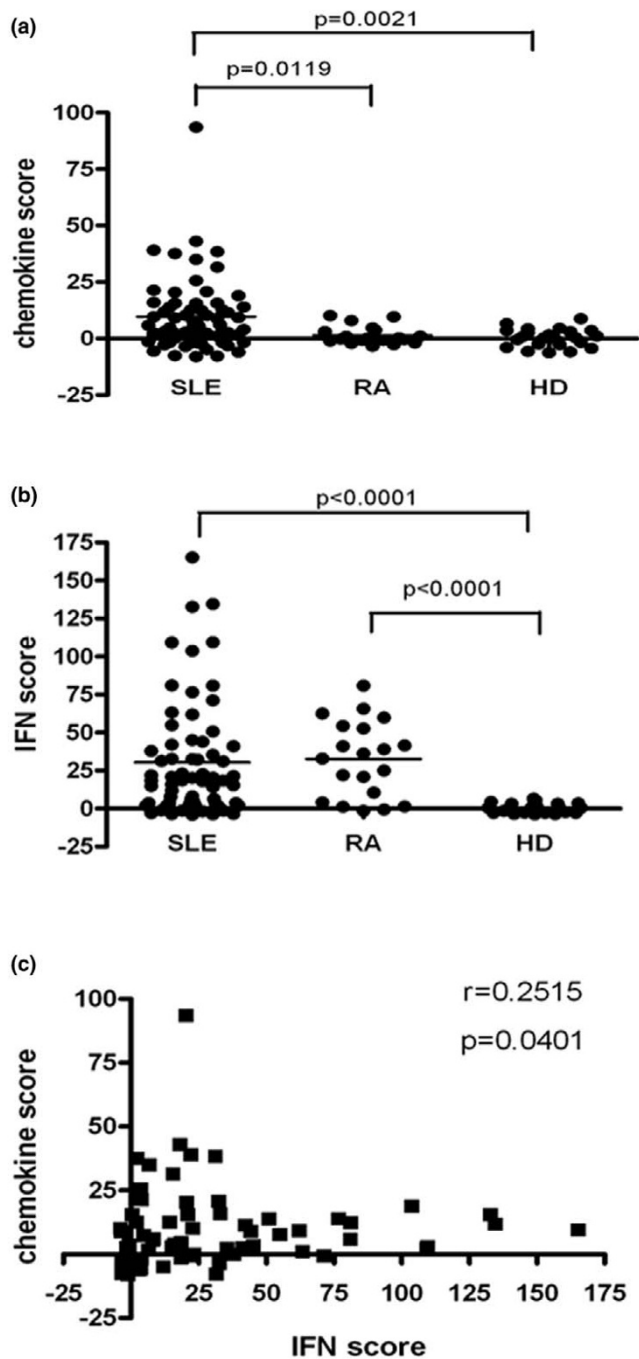 (a)
p=0.0021
p=0.0119
chemokine score
100
75
50
25
0
-25
SLE RA HD
(b)
p<0.0001
p<0.0001
IFN score
175
150
125
100
75
50
25
0
-25
SLE RA HD
(c)
r=0.2515
p=0.0401
chemokine score
100
75
50
25
0
-25
-25 0 25 50 75 100 125 150 175
IFN score